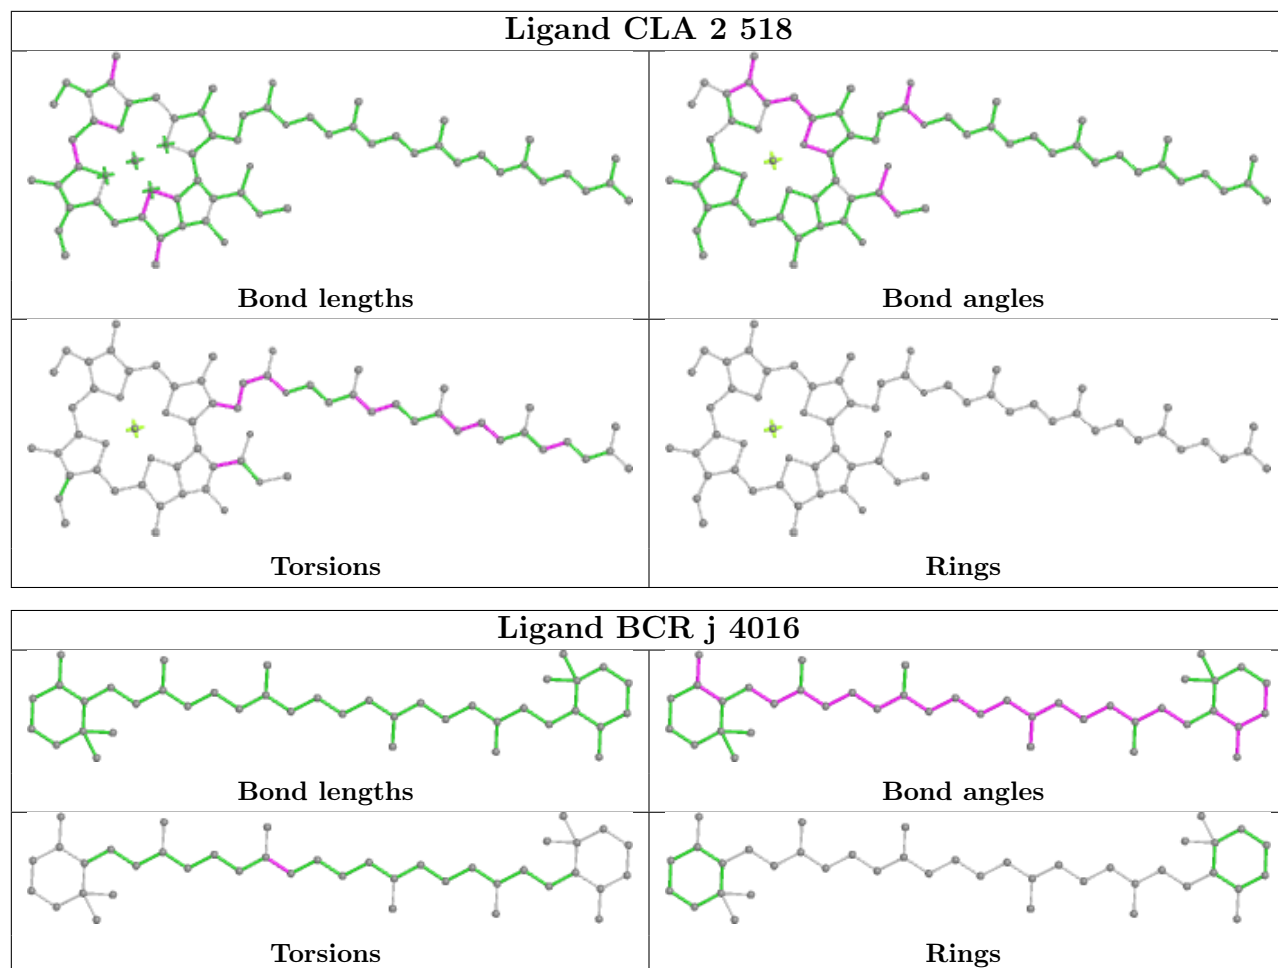 Ligand CLA 2 518
Bond lengths
Bond angles
Torsions
Rings
Ligand BCR j 4016
Bond lengths
Bond angles
Torsions
Rings